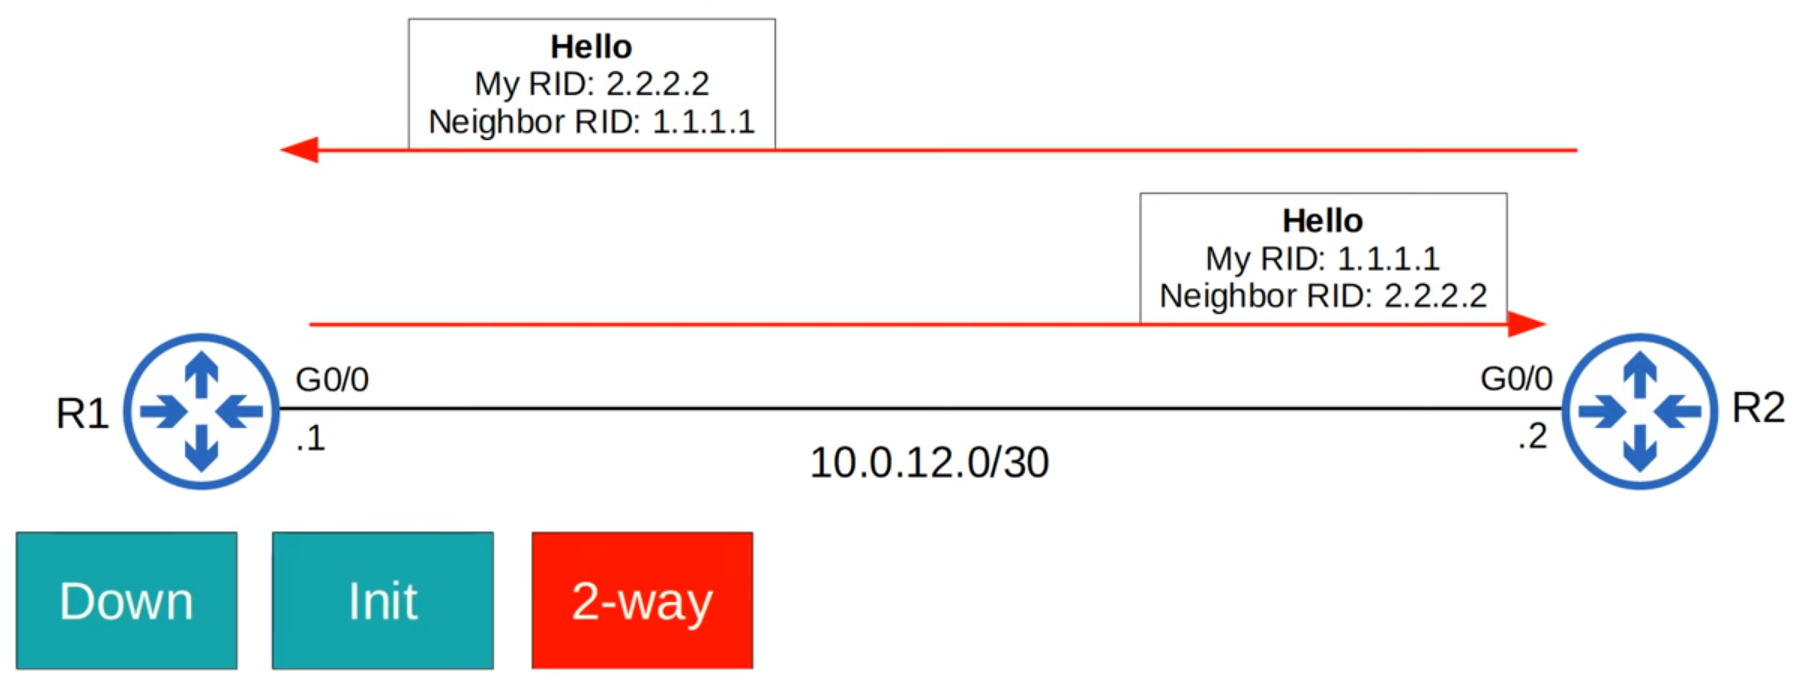 Hello
My RID: 2.2.2.2
Neighbor RID: 1.1.1.1
Hello
My RID: 1.1.1.1
Neighbor RID: 2.2.2.2
G0/0
G0/0
R1
R2
.1
.2
10.0.12.0/30
Down
Init
2-way